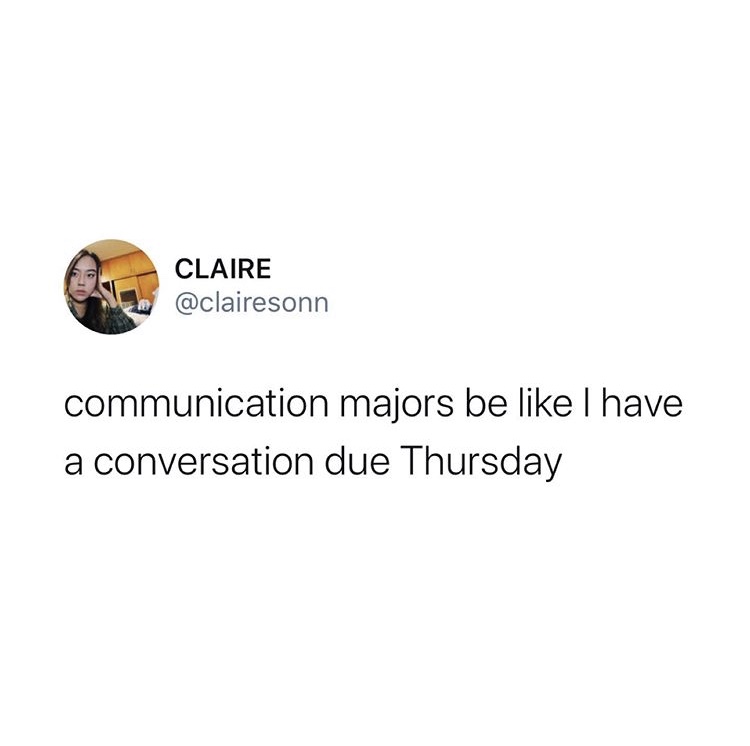 CLAIRE
@clairesonn
communication majors be like I have
a conversation due Thursday